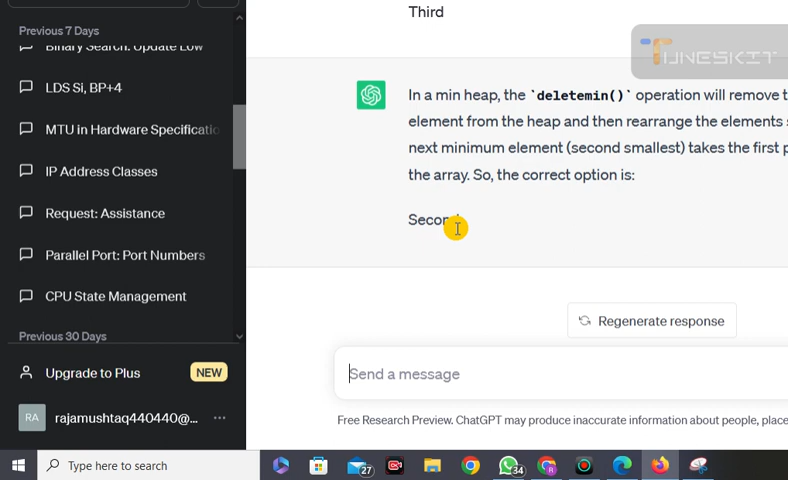 Previous 7 Days
Binary Search: Update Low
LDS Si, BP+4
MTU in Hardware Specificatio
IP Address Classes
Request: Assistance
Parallel Port: Port Numbers
CPU State Management
Previous 30 Days
Upgrade to Plus NEW
RA rajamushtaq440440@... ...
Third
TUNESKIT
In a min heap, the `deletemin()` operation will remove t
element from the heap and then rearrange the elements s
next minimum element (second smallest) takes the first p
the array. So, the correct option is:
Second
Regenerate response
Send a message
Free Research Preview. ChatGPT may produce inaccurate information about people, place
Type here to search
27
34
R